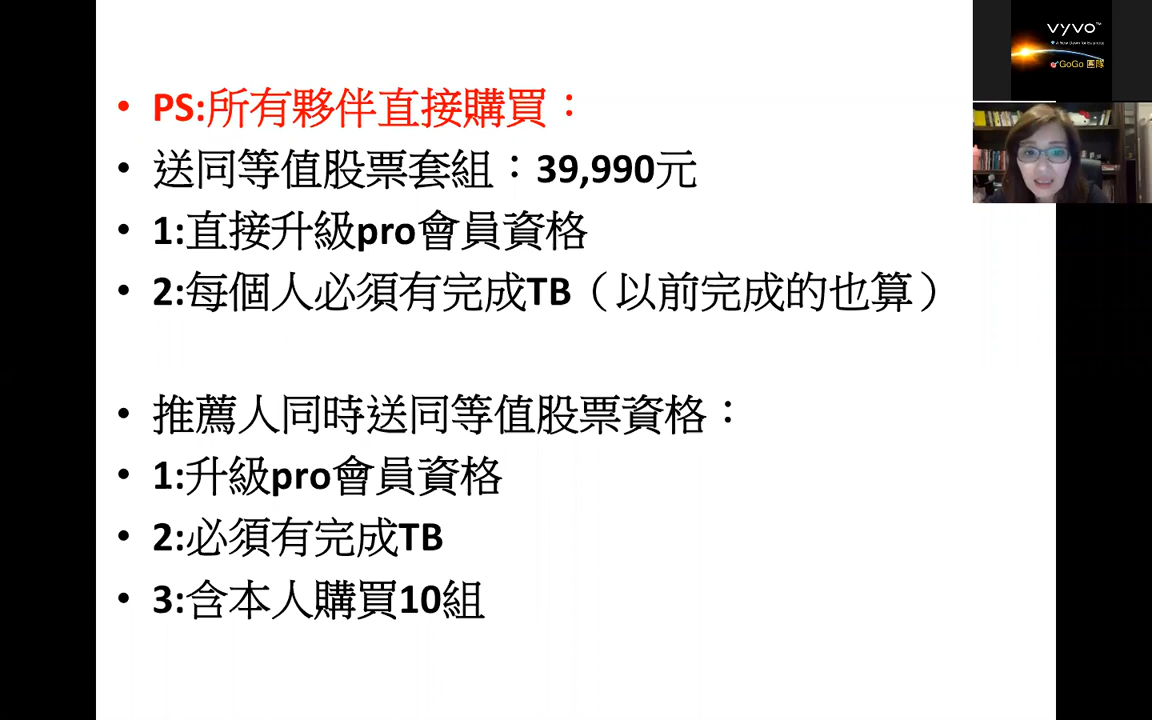 • PS:所有夥伴直接購買：
• 送同等值股票套組：39,990元
• 1:直接升級pro會員資格
• 2:每個人必須有完成TB（以前完成的也算）
• 推薦人同時送同等值股票資格：
• 1:升級pro會員資格
• 2:必須有完成TB
• 3:含本人購買10組
vyvo™
GoGo 團隊